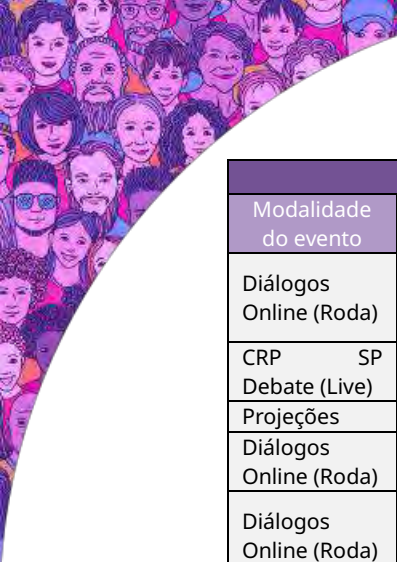 Modalidade
do evento
Diálogos
Online (Roda)
CRP SP
Debate (Live)
Projeções
Diálogos
Online (Roda)
Diálogos
Online (Roda)